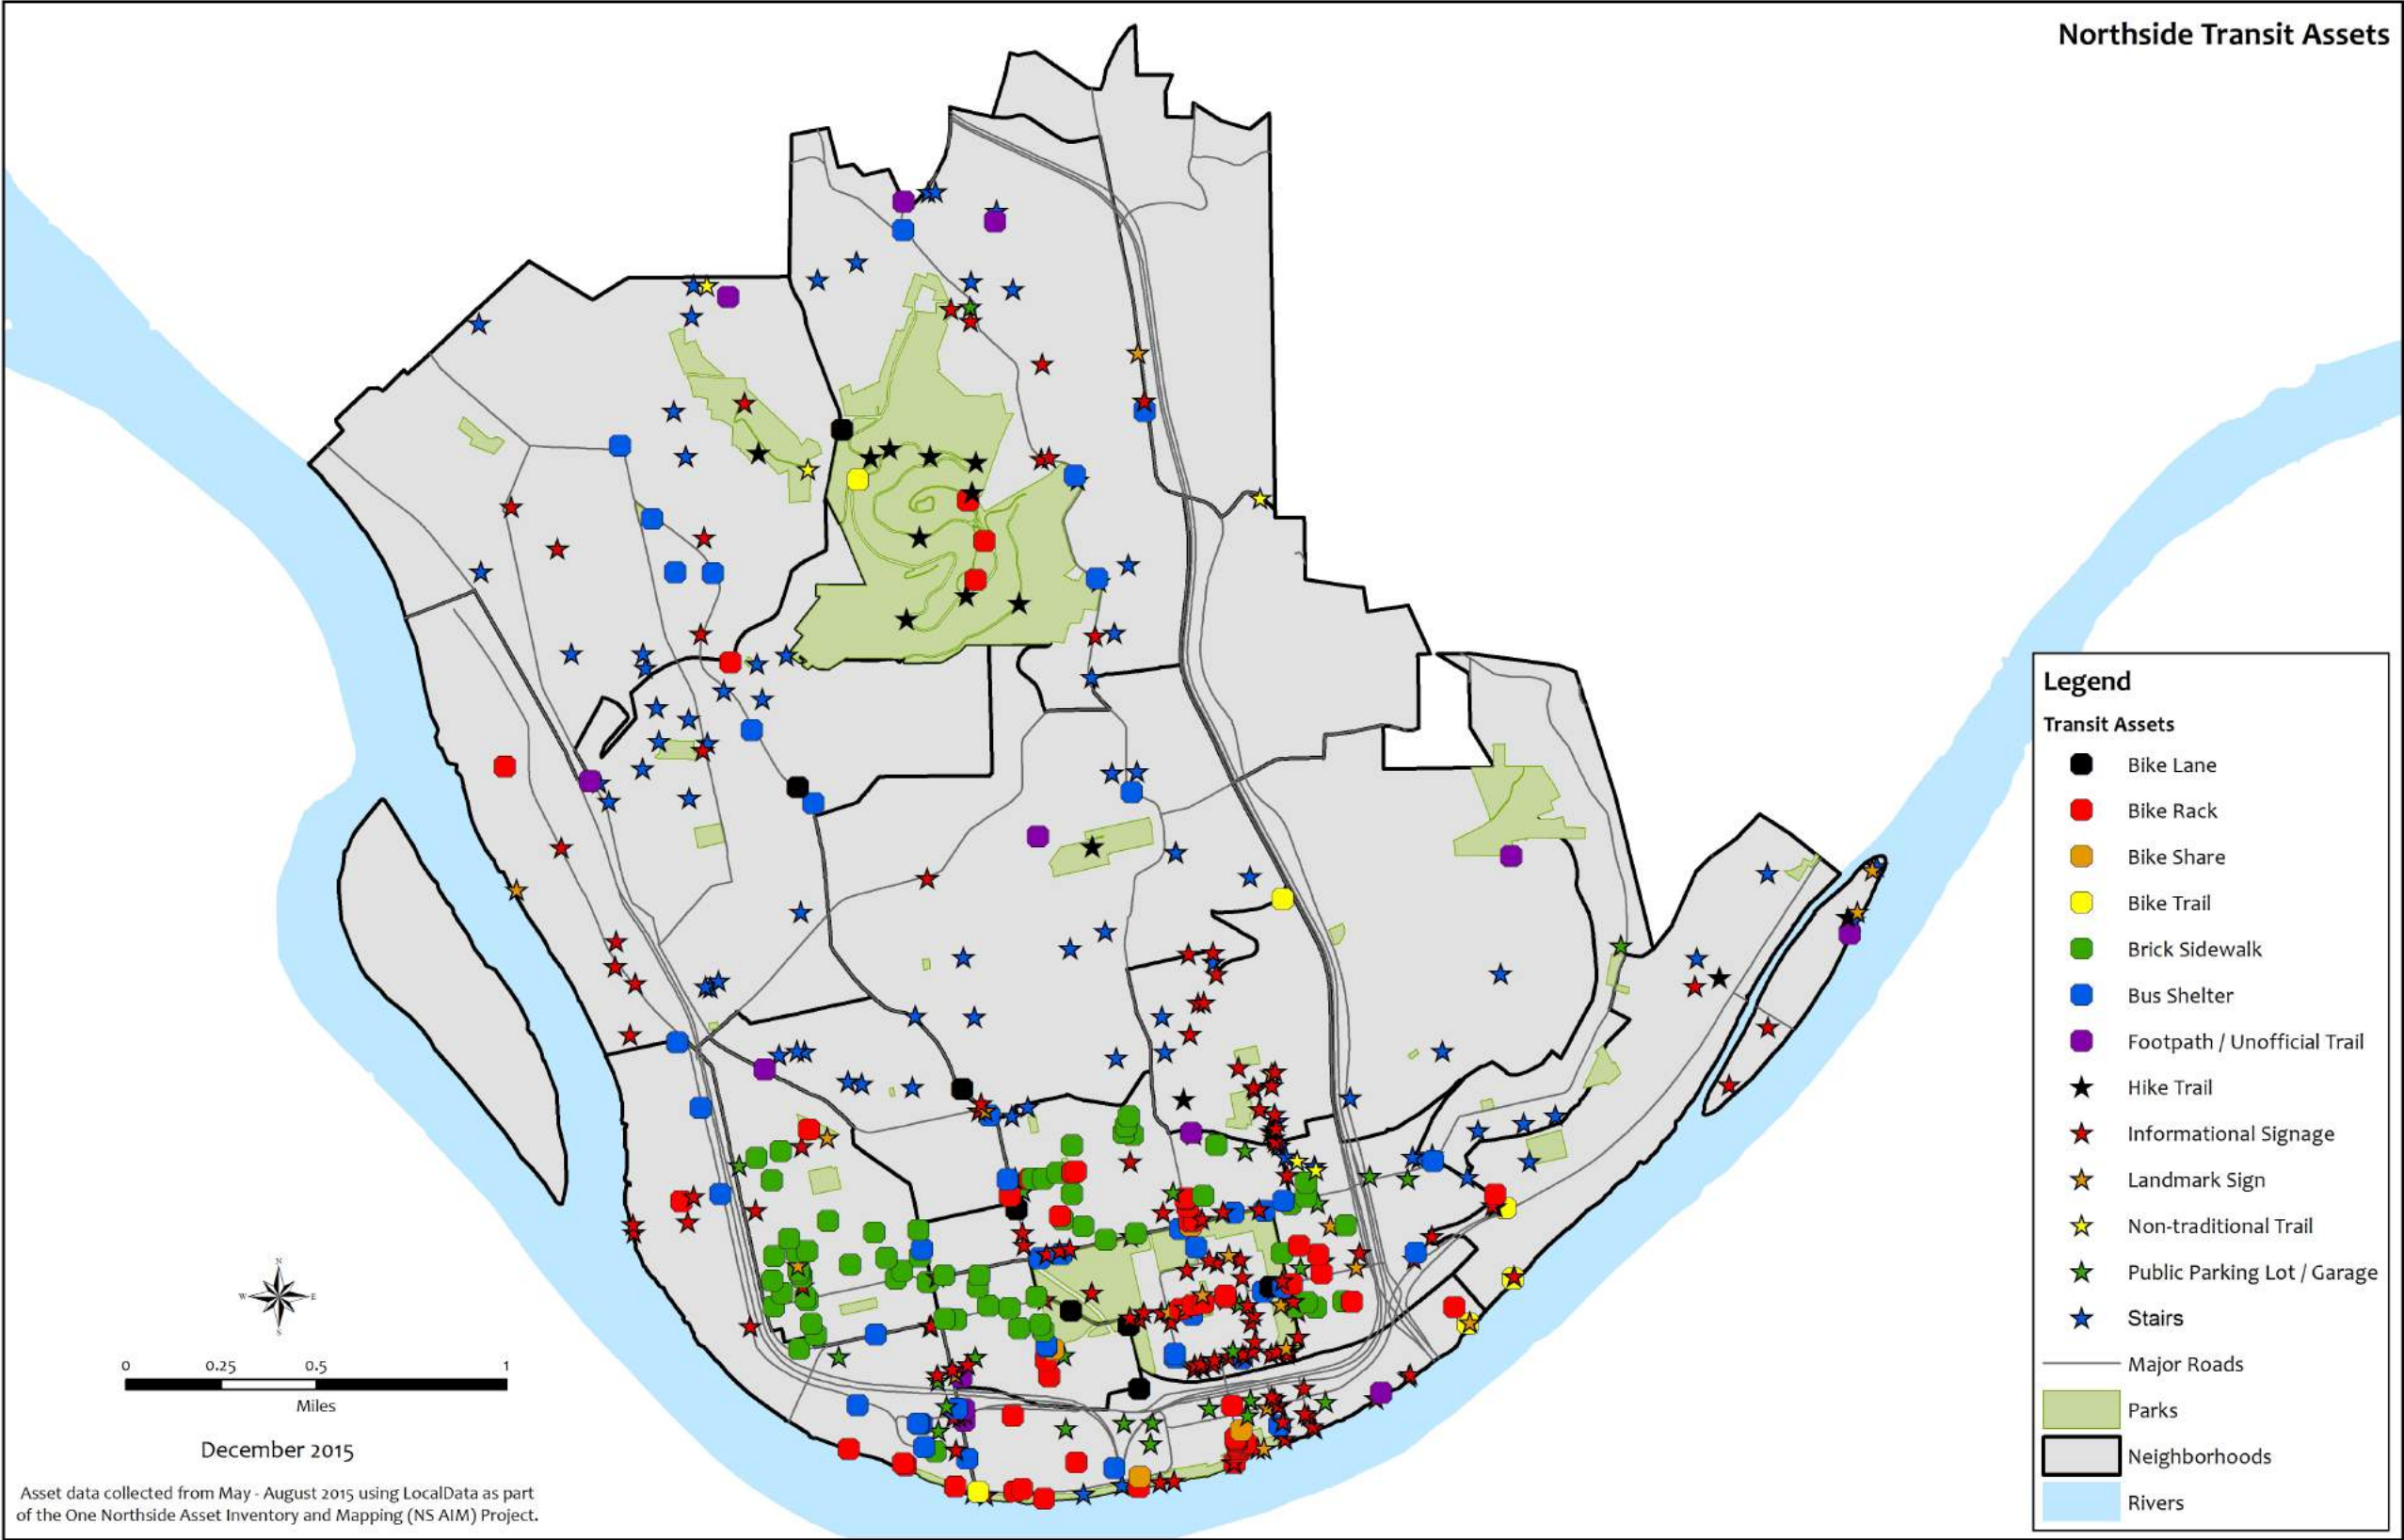 Northside Transit Assets
Legend
Transit Assets
Bike Lane
Bike Rack
Bike Share
Bike Trail
Brick Sidewalk
Bus Shelter
Footpath / Unofficial Trail
Hike Trail
Informational Signage
Landmark Sign
Non-traditional Trail
Public Parking Lot / Garage
Stairs
Major Roads
Parks
Neighborhoods
Rivers
N
W E
S
0 0.25 0.5 1
Miles
December 2015
Asset data collected from May - August 2015 using LocalData as part
of the One Northside Asset Inventory and Mapping (NS AIM) Project.